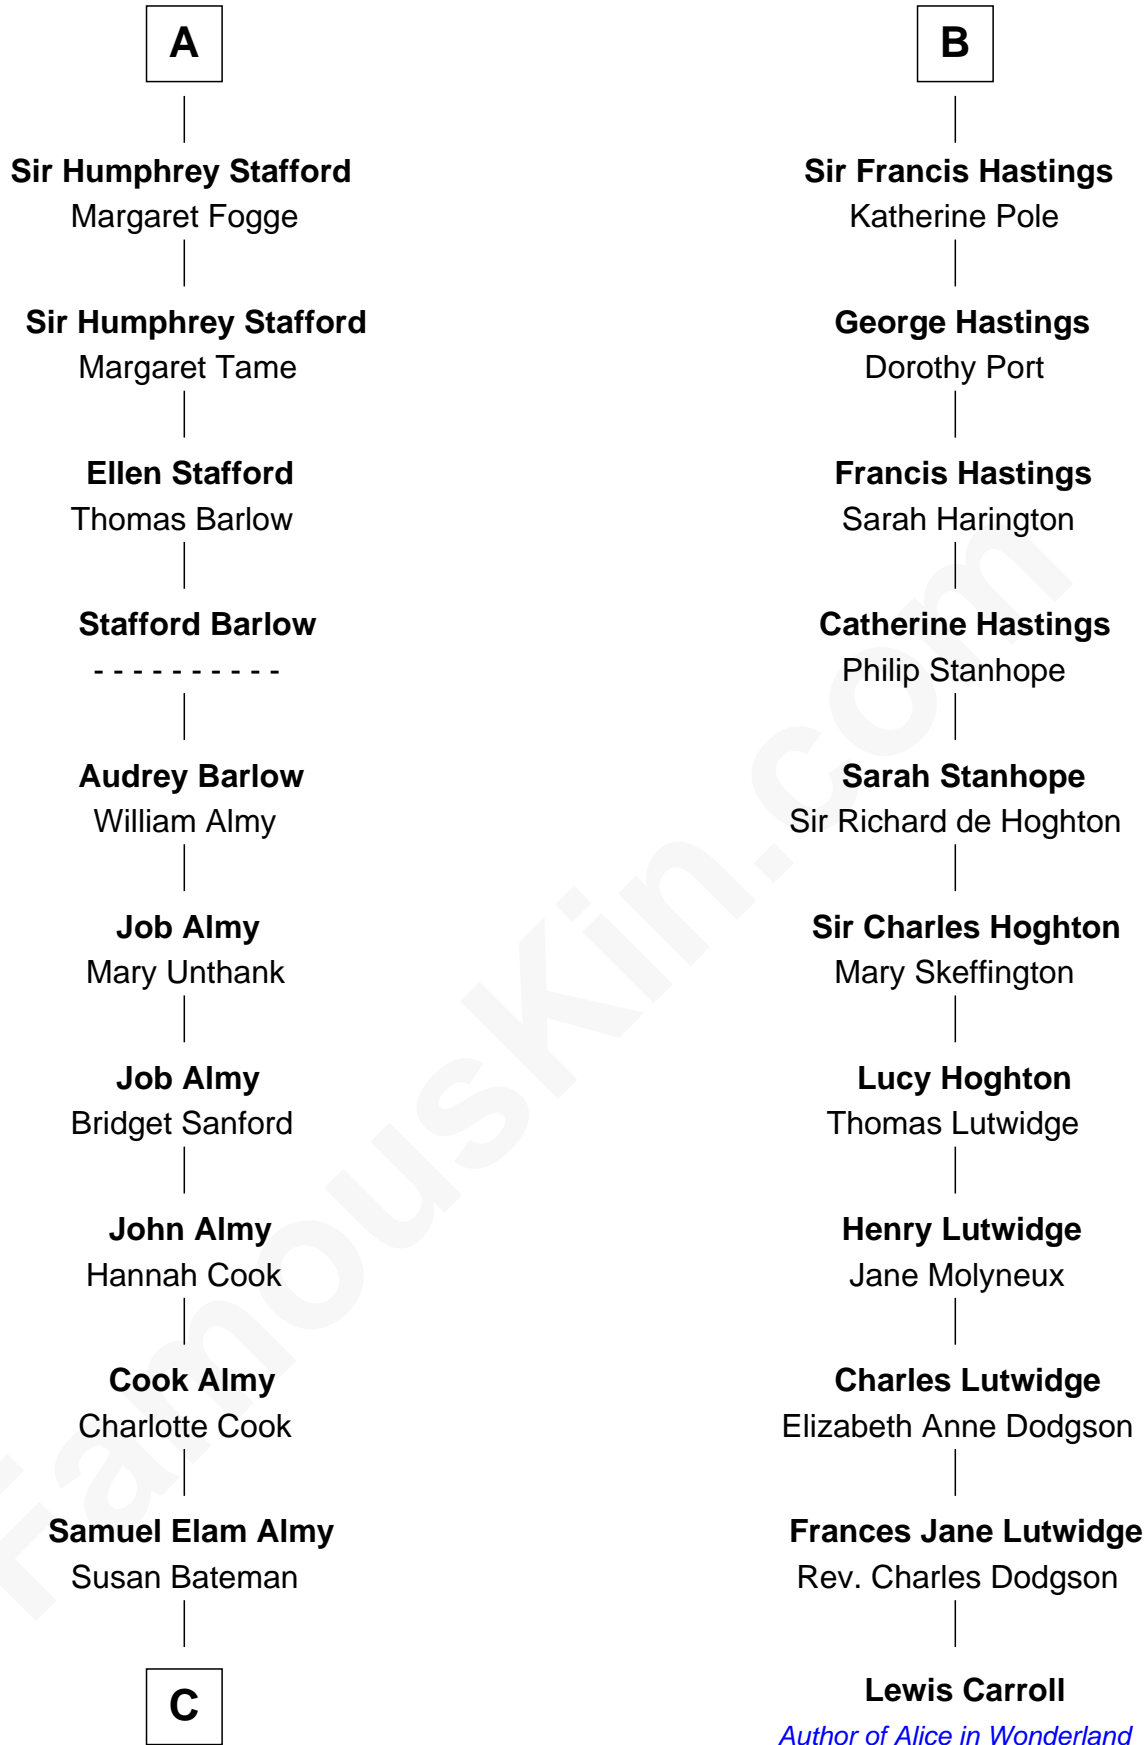 A
Sir Humphrey Stafford
Margaret Fogge
Sir Humphrey Stafford
Margaret Tame
Ellen Stafford
Thomas Barlow
Stafford Barlow
- - - - - - - - - -
Audrey Barlow
William Almy
Job Almy
Mary Unthank
Job Almy
Bridget Sanford
John Almy
Hannah Cook
Cook Almy
Charlotte Cook
Samuel Elam Almy
Susan Bateman
C
B
Sir Francis Hastings
Katherine Pole
George Hastings
Dorothy Port
Francis Hastings
Sarah Harington
Catherine Hastings
Philip Stanhope
Sarah Stanhope
Sir Richard de Hoghton
Sir Charles Hoghton
Mary Skeffington
Lucy Hoghton
Thomas Lutwidge
Henry Lutwidge
Jane Molyneux
Charles Lutwidge
Elizabeth Anne Dodgson
Frances Jane Lutwidge
Rev. Charles Dodgson
Lewis Carroll
Author of Alice in Wonderland
FamousKin.com